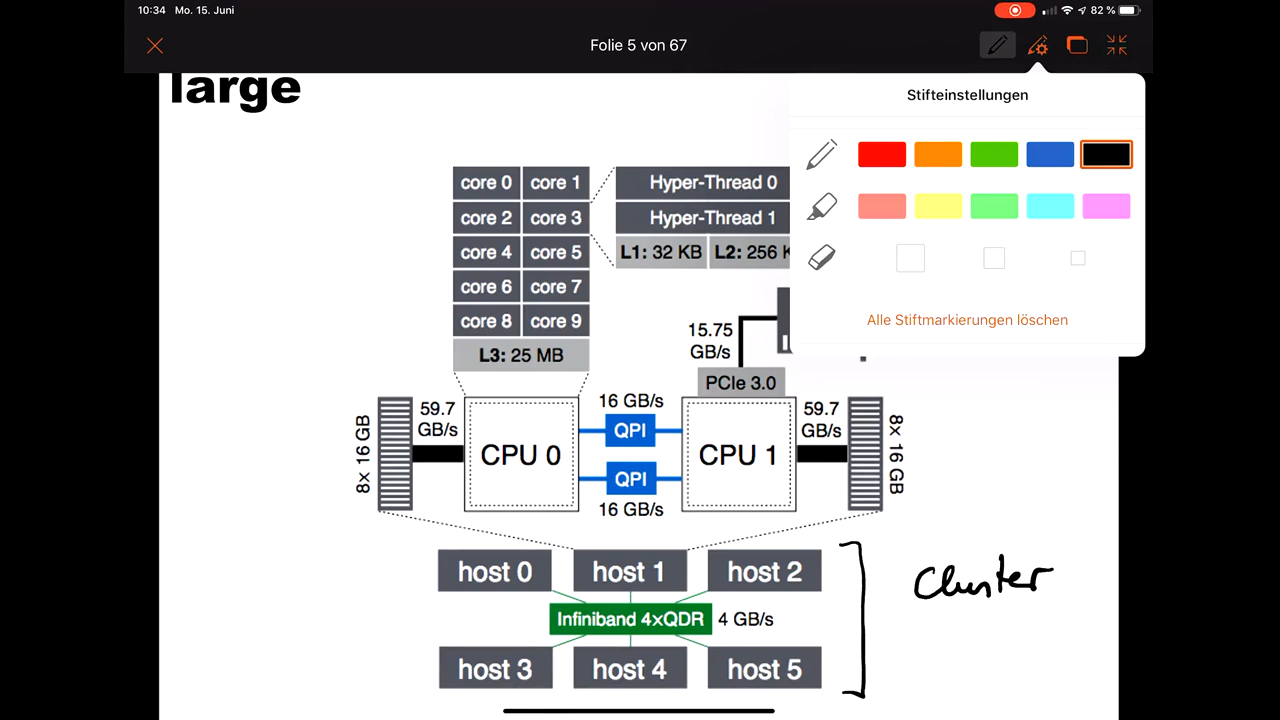 10:34 Mo. 15. Juni
82 %
Folie 5 von 67
large
Stifteinstellungen
Alle Stiftmarkierungen löschen
core 0 core 1
core 2 core 3
core 4 core 5
core 6 core 7
core 8 core 9
L3: 25 MB
Hyper-Thread 0
Hyper-Thread 1
L1: 32 KB L2: 256
15.75
GB/s
PCIe 3.0
8x 16 GB
59.7
GB/s
CPU 0
16 GB/s
QPI
QPI
16 GB/s
CPU 1
59.7
GB/s
8x 16 GB
host 0 host 1 host 2
Infiniband 4xQDR 4 GB/s
host 3 host 4 host 5
Cluster